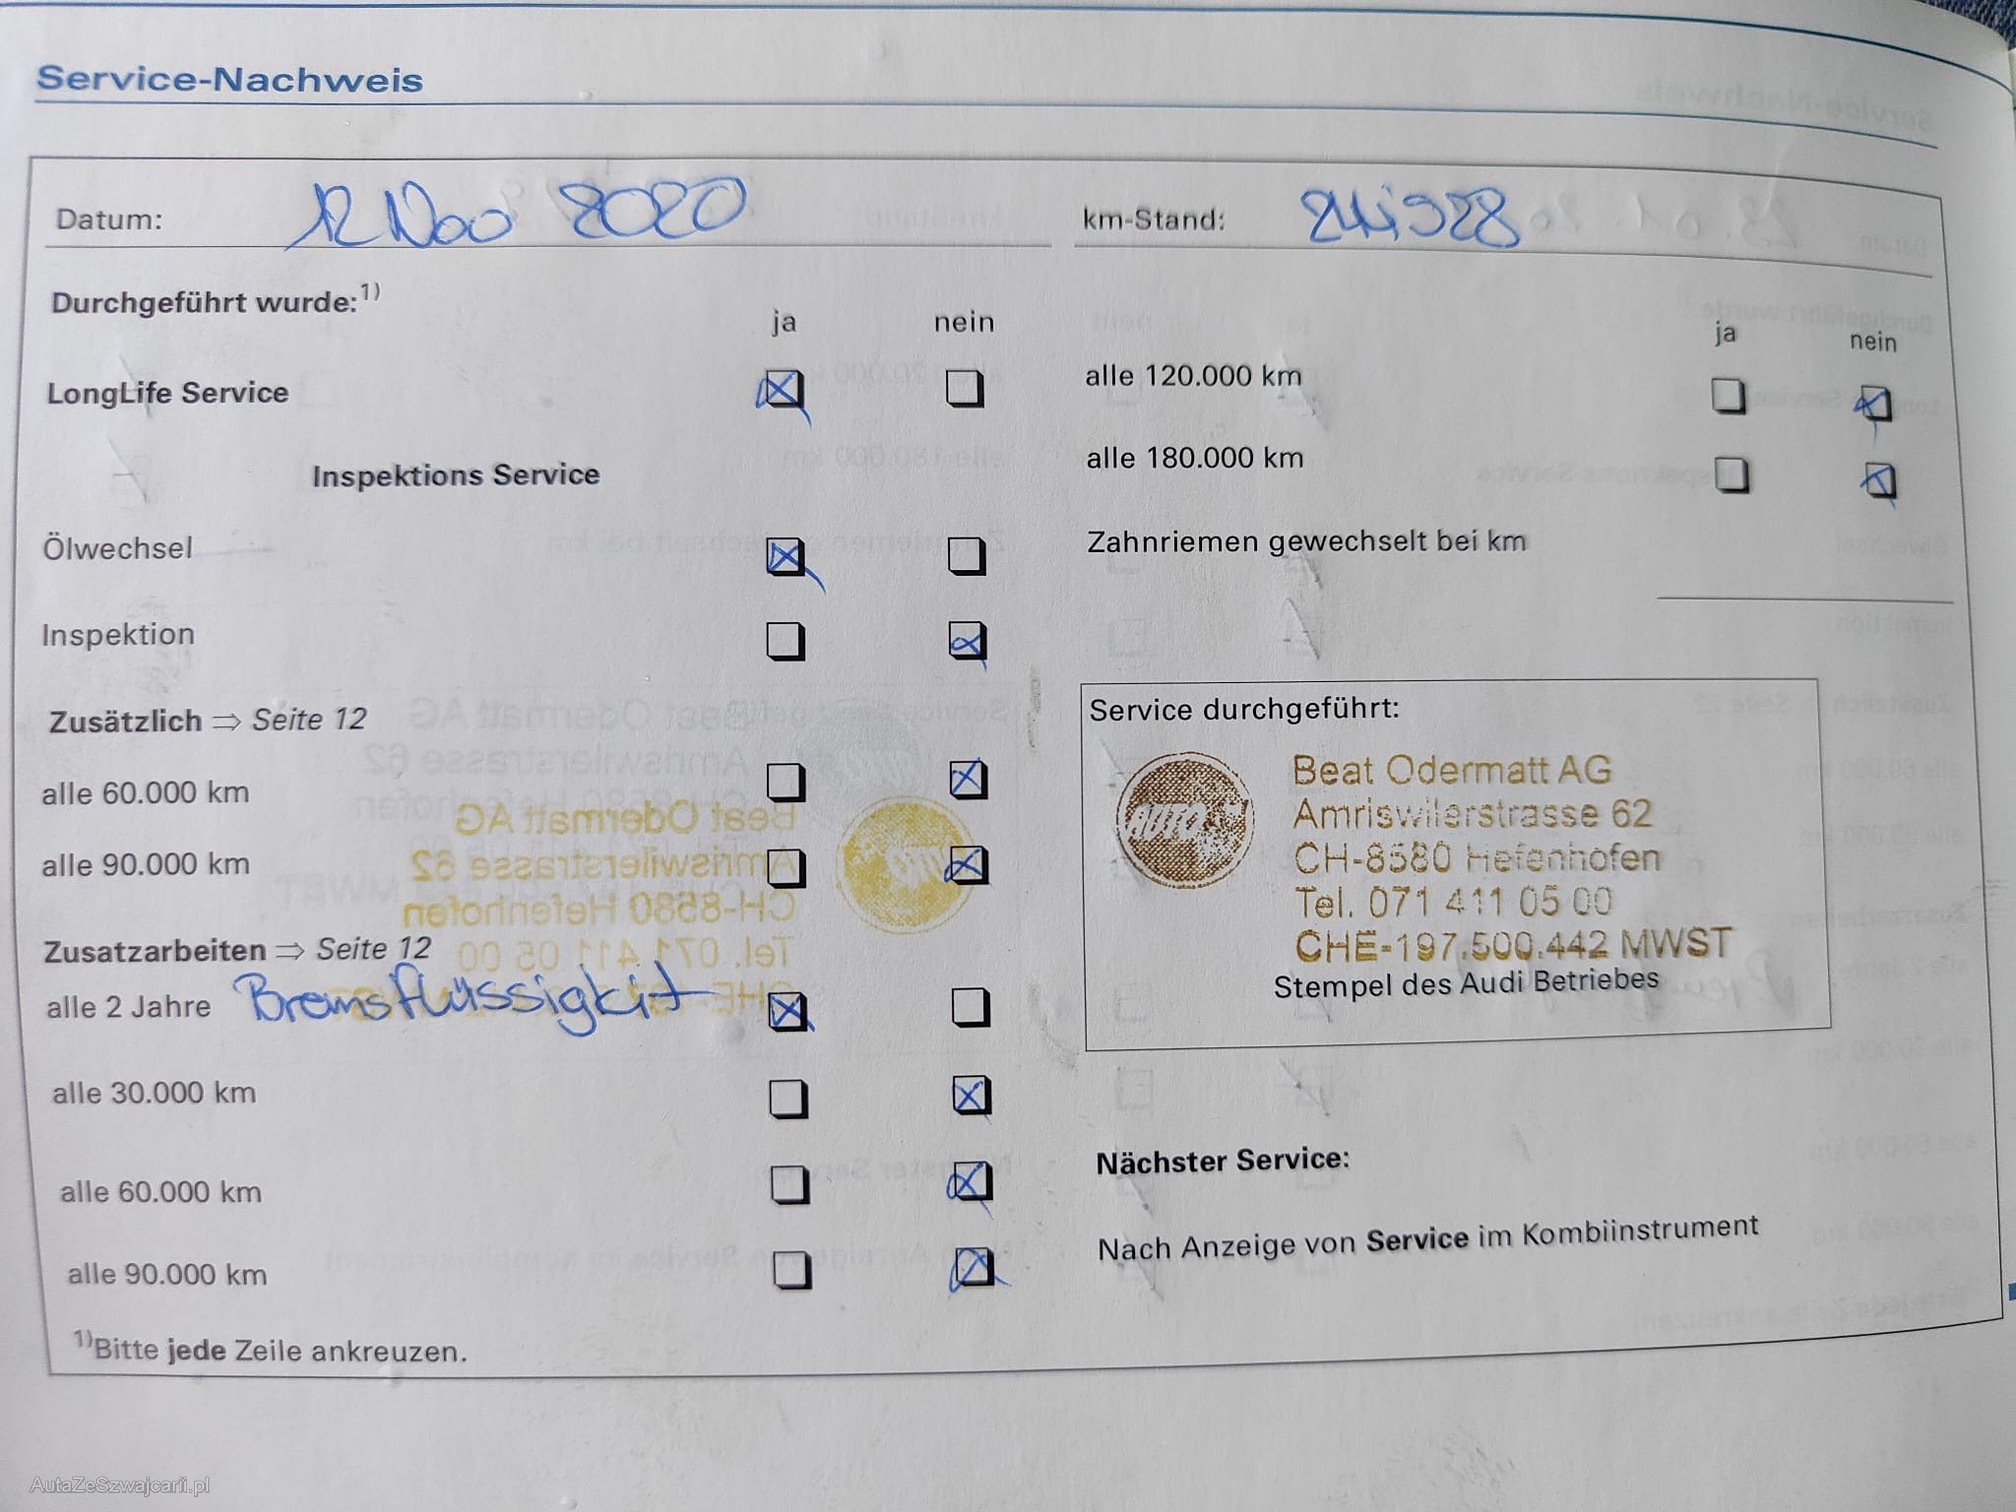 Service-Nachweis
Datum: 12 Nov 2020
km-Stand:
Durchgeführt wurde:1)
ja nein
LongLife Service
Inspektions Service
Ölwechsel
Inspektion
Zusätzlich ⇒ Seite 12
alle 60.000 km
alle 90.000 km
Zusatzarbeiten ⇒ Seite 12
alle 2 Jahre Bremsflüssigkeit
alle 30.000 km
alle 60.000 km
alle 90.000 km
1)Bitte jede Zeile ankreuzen.
ja nein
alle 120.000 km
alle 180.000 km
Zahnriemen gewechselt bei km
Service durchgeführt:
AUTO
Beat Odermatt AG
Amriswilerstrasse 62
CH-8580 Hefenhofen
Tel. 071 411 05 00
CHE-197.500.442 MWST
Stempel des Audi Betriebes
Nächster Service:
Nach Anzeige von Service im Kombiinstrument
AutaZeSzwajcarii.pl